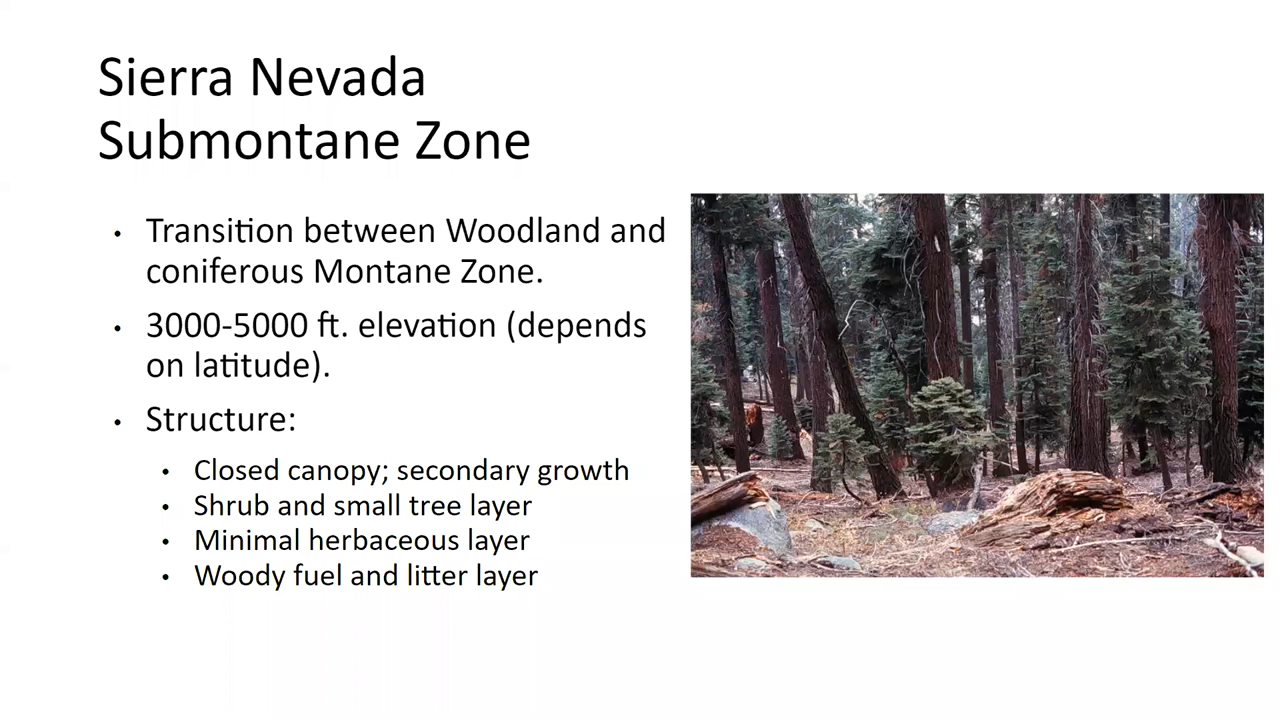 Sierra Nevada
Submontane Zone
• Transition between Woodland and
coniferous Montane Zone.
• 3000-5000 ft. elevation (depends
on latitude).
• Structure:
• Closed canopy; secondary growth
• Shrub and small tree layer
• Minimal herbaceous layer
• Woody fuel and litter layer